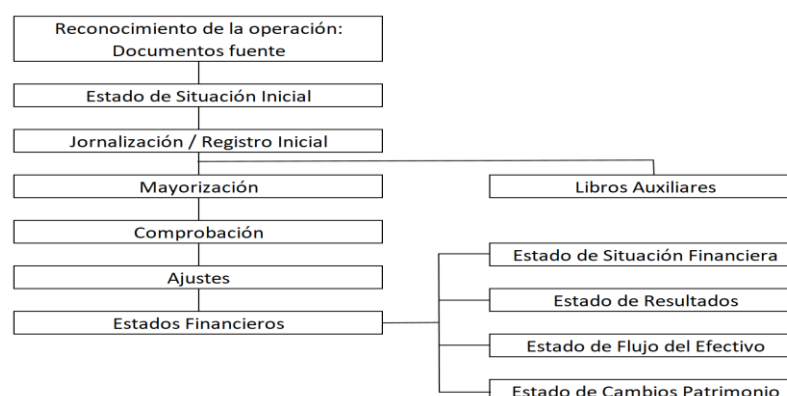 Reconocimiento de la operación:
Documentos fuente
Estado de Situación Inicial
Jornalización / Registro Inicial
Mayorización
Libros Auxiliares
Comprobación
Ajustes
Estados Financieros
Estado de Situación Financiera
Estado de Resultados
Estado de Flujo del Efectivo
Estado de Cambios Patrimonio